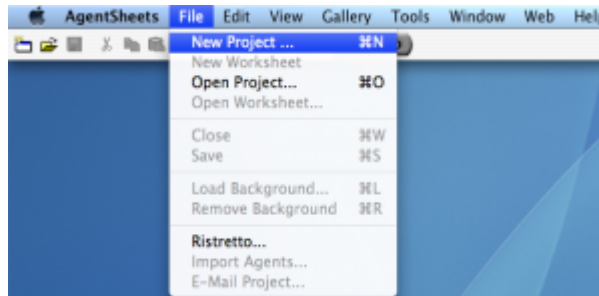 AgentSheets File Edit View Gallery Tools Window Web
New Project ... ⌘N
New Worksheet
Open Project... ⌘O
Open Worksheet...
Close ⌘W
Save ⌘S
Load Background... ⌘L
Remove Background ⌘R
Ristretto...
Import Agents...
E-Mail Project...